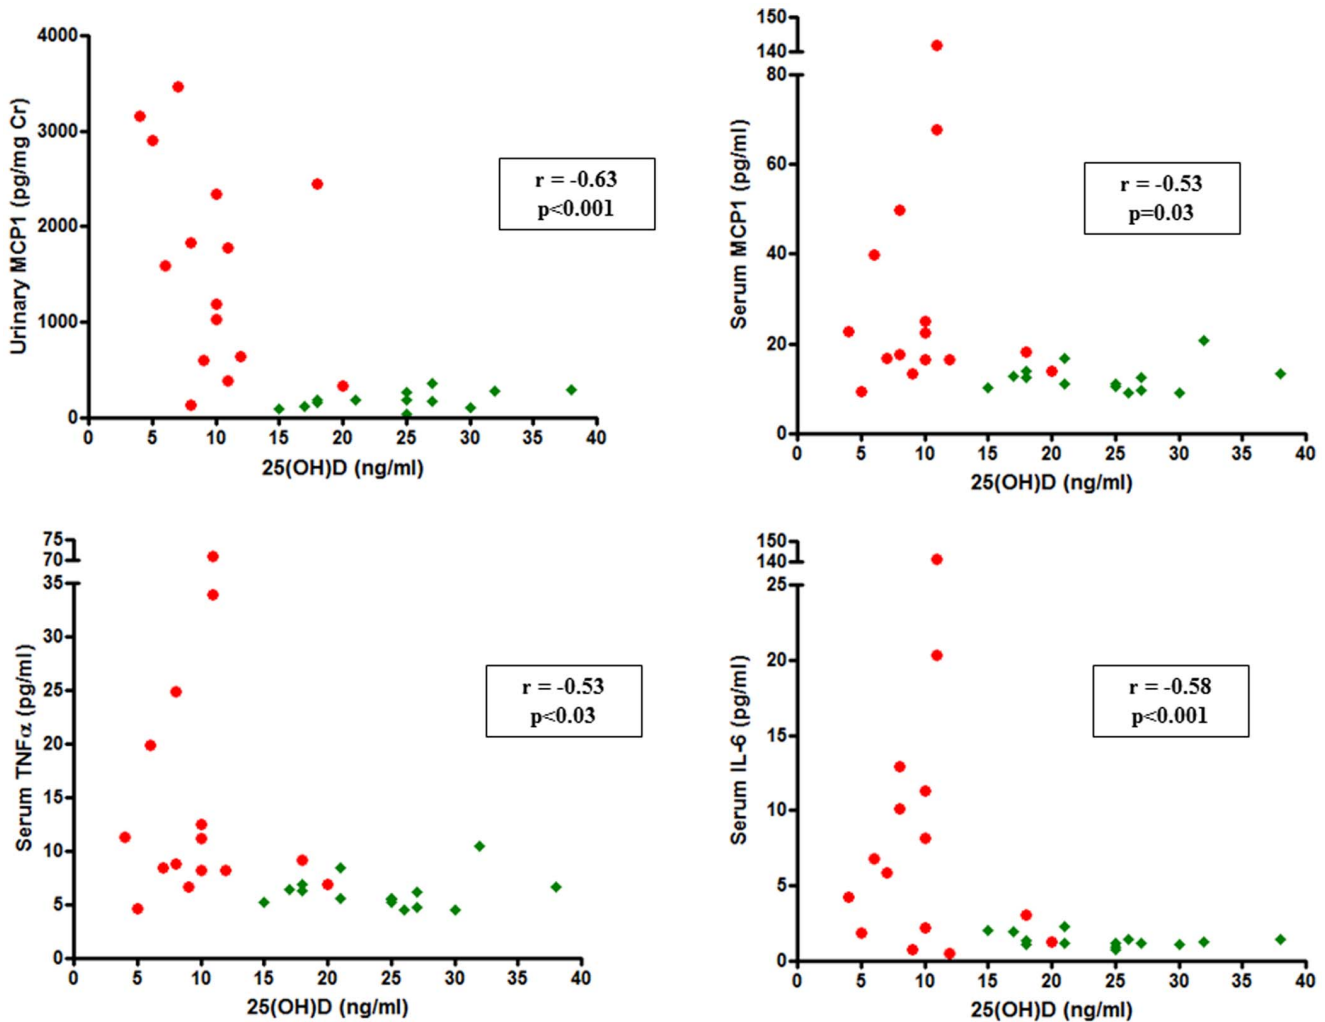 4000
3000
2000
1000
0
Urinary MCP1 (pg/mg Cr)
r = -0.63
p<0.001
0 5 10 15 20 25 30 35 40
25(OH)D (ng/ml)
150
140
80
60
40
20
0
Serum MCP1 (pg/ml)
r = -0.53
p=0.03
0 5 10 15 20 25 30 35 40
25(OH)D (ng/ml)
75
70
35
30
25
20
15
10
5
0
Serum TNFα (pg/ml)
r = -0.53
p<0.03
0 5 10 15 20 25 30 35 40
25(OH)D (ng/ml)
150
140
25
20
15
10
5
0
Serum IL-6 (pg/ml)
r = -0.58
p<0.001
0 5 10 15 20 25 30 35 40
25(OH)D (ng/ml)